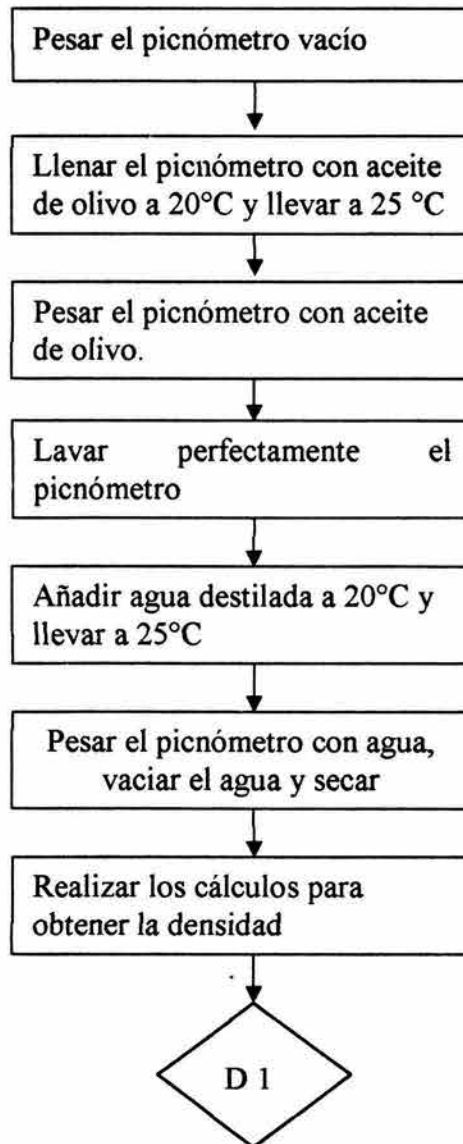 Pesar el picnómetro vacío
Llenar el picnómetro con aceite
de olivo a 20°C y llevar a 25 °C
Pesar el picnómetro con aceite
de olivo.
Lavar perfectamente el
picnómetro
Añadir agua destilada a 20°C y
llevar a 25°C
Pesar el picnómetro con agua,
vaciar el agua y secar
Realizar los cálculos para
obtener la densidad
D 1